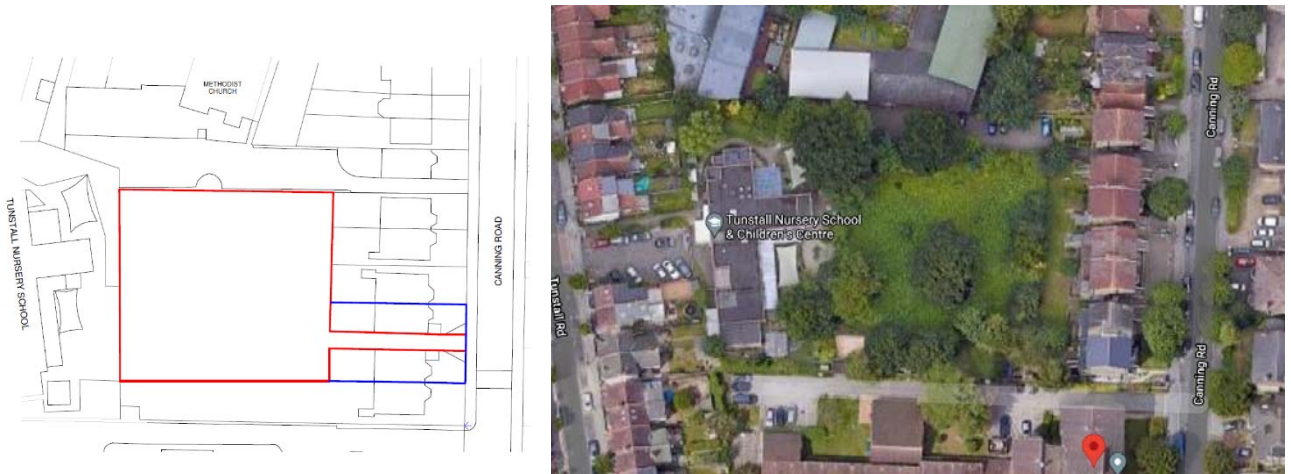 METHODIST
CHURCH
TUNSTALL NURSERY SCHOOL
CANNING ROAD
Canning Rd
Tunstall Nursery School
& Children's Centre
Tunstall Rd
Canning Rd